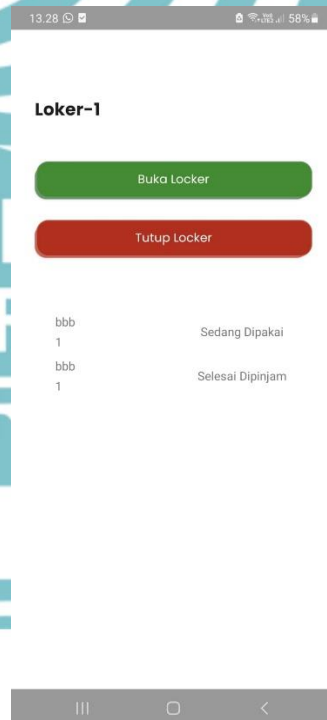 13.28 58%
Loker-1
Buka Locker
Tutup Locker
bbb
1
Sedang Dipakai
bbb
1
Selesai Dipinjam